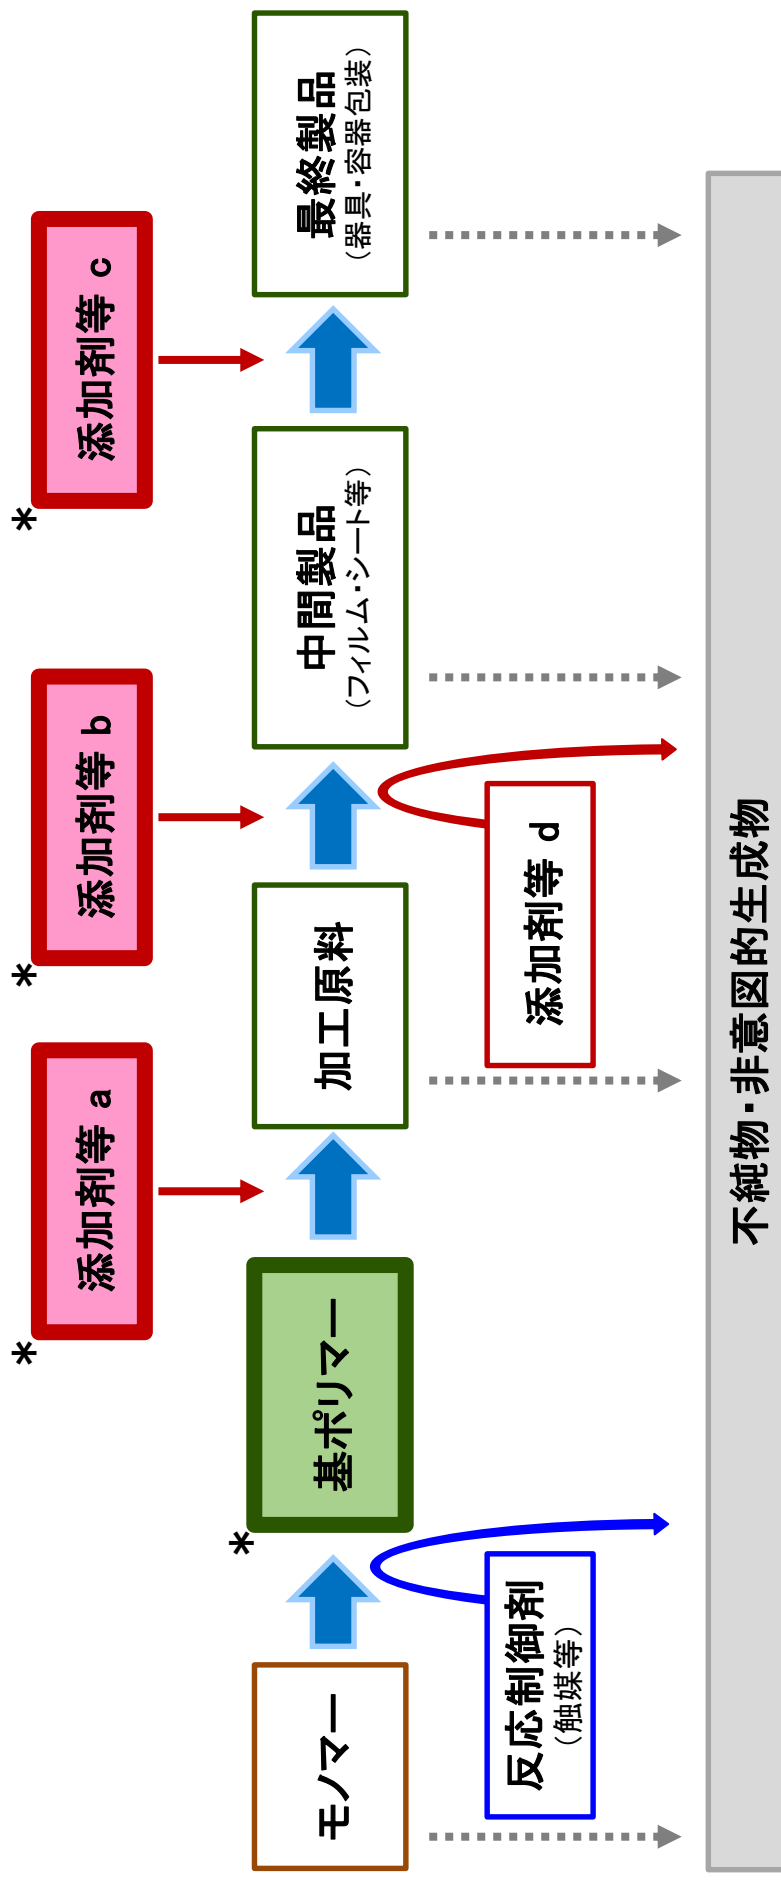 *
添加剤等 a
*
添加剤等 b
*
添加剤等 c
モノマー
*
基ポリマー
加工原料
中間製品
(フィルム・シート等)
最終製品
(器具・容器包装)
反応制御剤
(触媒等)
添加剤等 d
不純物・非意図的生成物